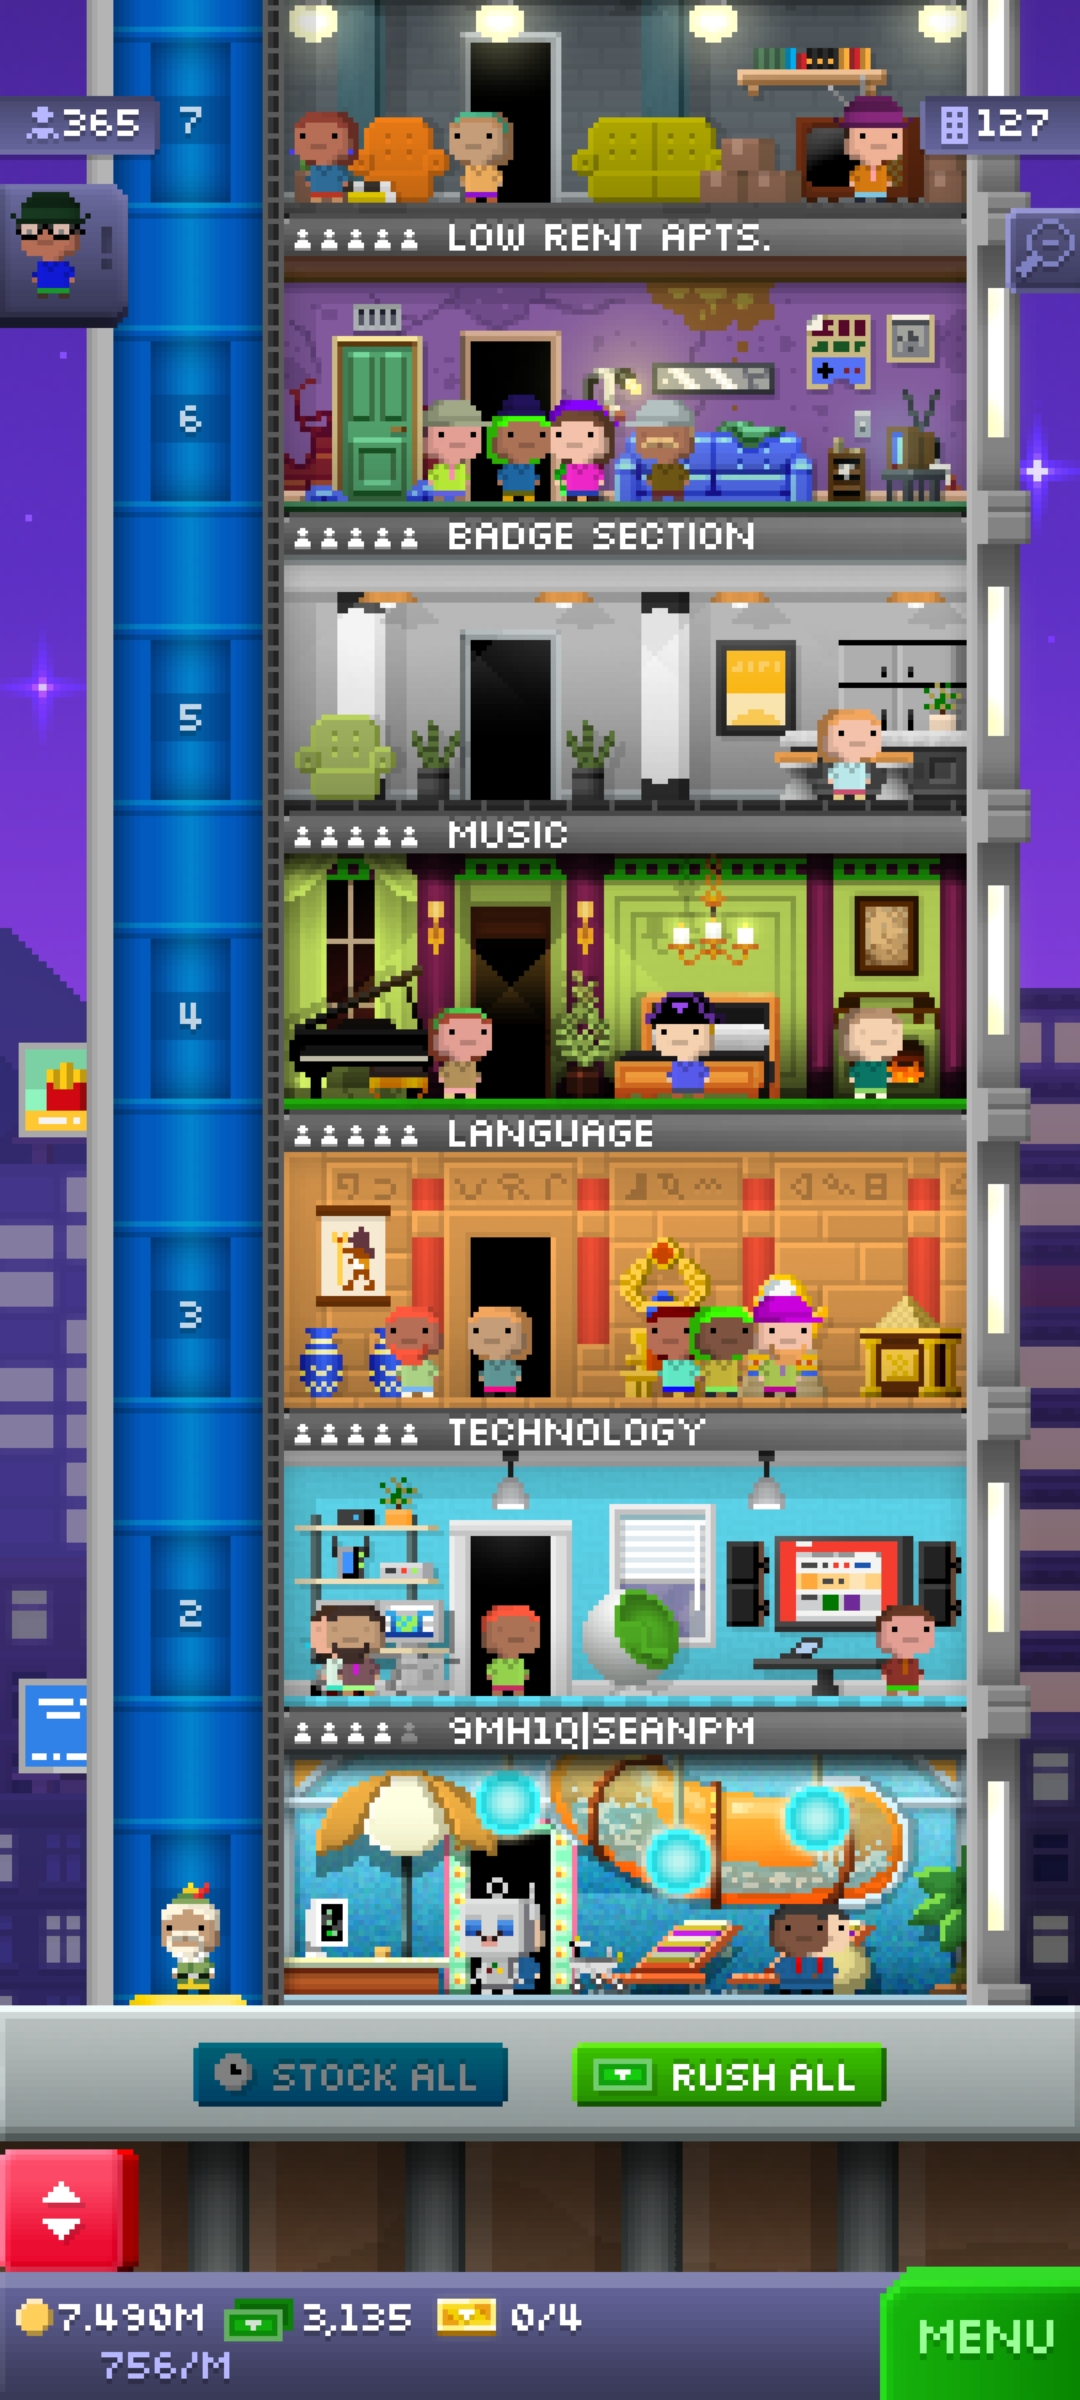 365
7
127
!
LOW RENT APTS.
6
BADGE SECTION
5
MUSIC
4
LANGUAGE
3
TECHNOLOGY
2
9MH1Q|SEANPM
STOCK ALL
RUSH ALL
7.490M
3,135
0/4
756/M
MENU